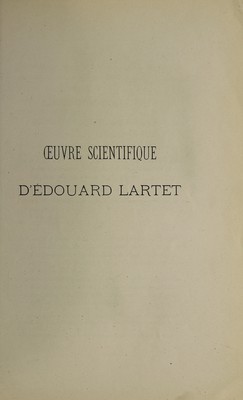 ŒUVRE SCIENTIFIQUE
D'ÉDOUARD LARTET